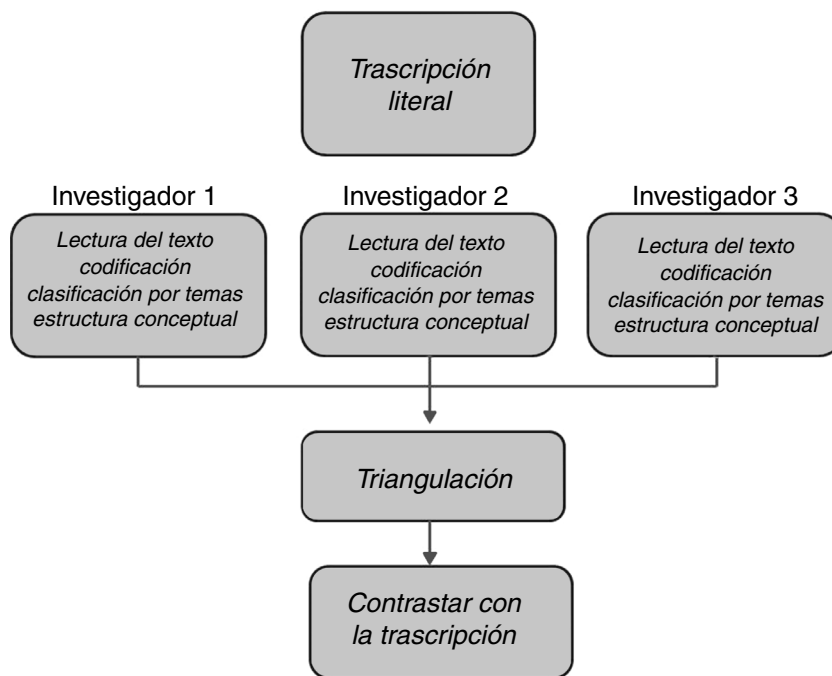 Trascripción
literal
Investigador 1
Lectura del texto
codificación
clasificación por temas
estructura conceptual
Investigador 2
Lectura del texto
codificación
clasificación por temas
estructura conceptual
Investigador 3
Lectura del texto
codificación
clasificación por temas
estructura conceptual
Triangulación
Contrastar con
la trascripción